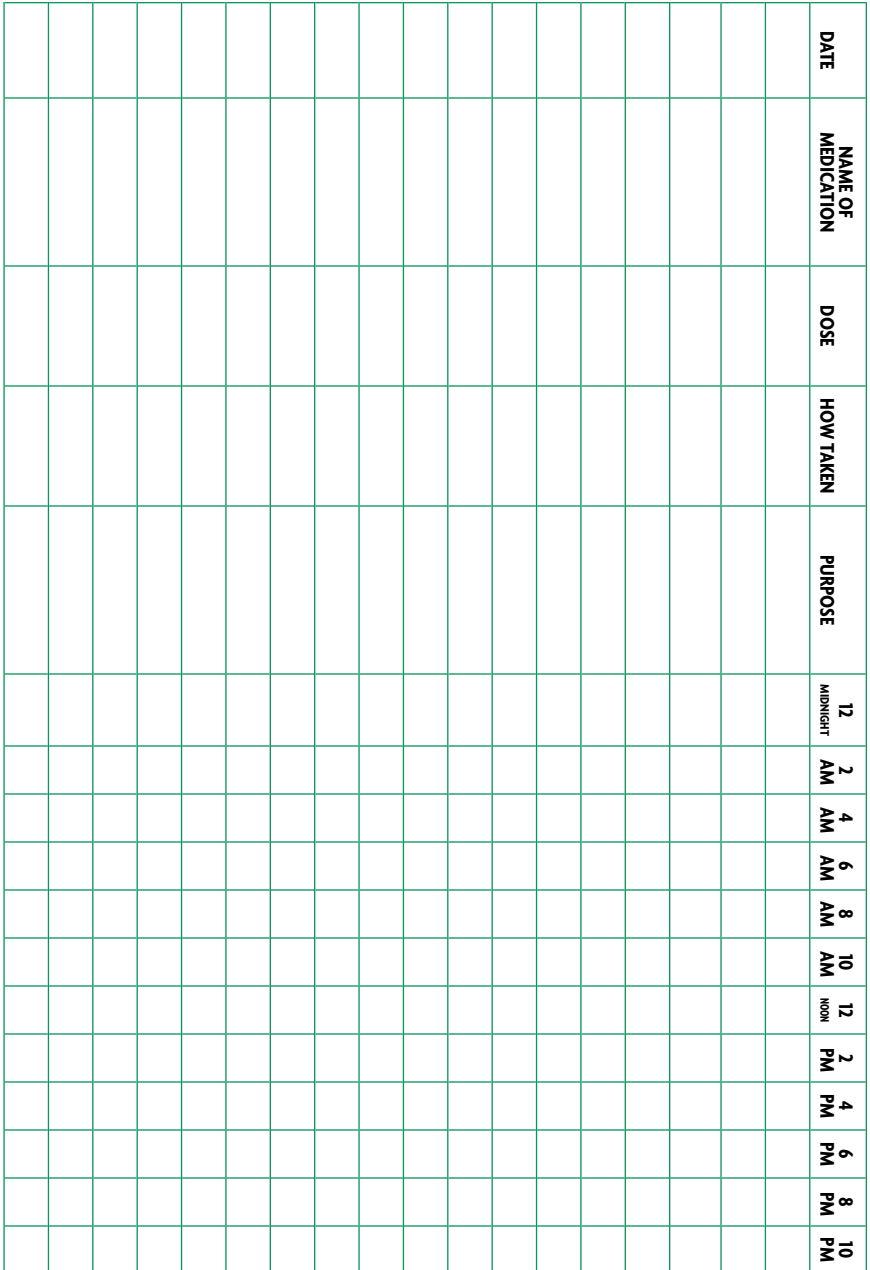 DATE
NAME OF
MEDICATION
DOSE
HOW TAKEN
PURPOSE
12
MIDNIGHT
2
AM
4
AM
6
AM
8
AM
10
AM
12
NOON
2
PM
4
PM
6
PM
8
PM
10
PM